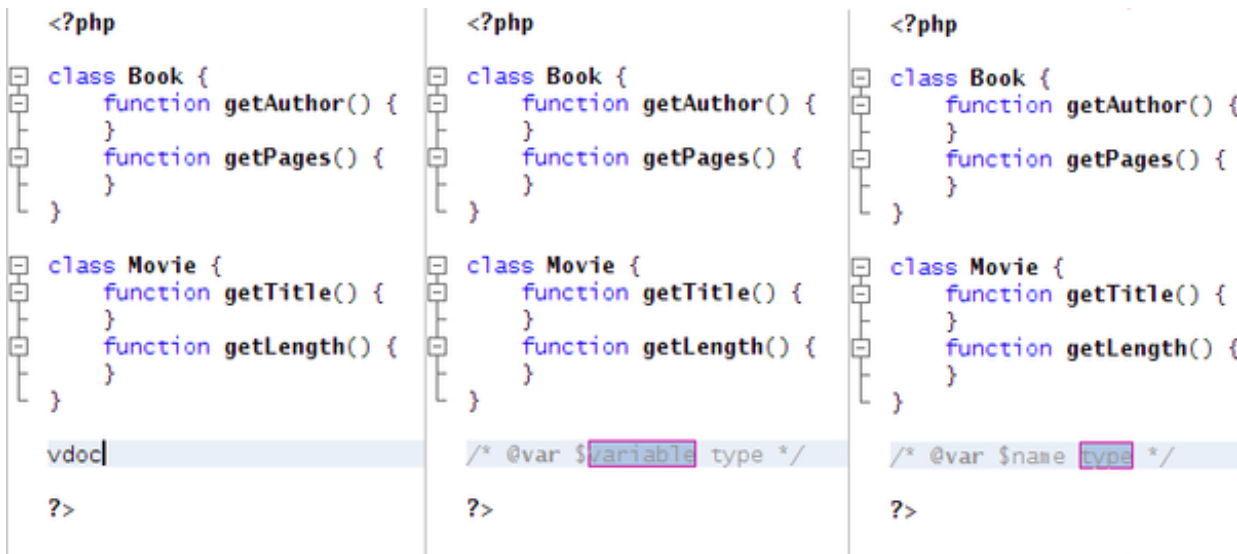 <?php
class Book {
    function getAuthor() {
    }
    function getPages() {
    }
}
class Movie {
    function getTitle() {
    }
    function getLength() {
    }
}
vdoc
?>
<?php
class Book {
    function getAuthor() {
    }
    function getPages() {
    }
}
class Movie {
    function getTitle() {
    }
    function getLength() {
    }
}
/* @var $variable type */
?>
<?php
class Book {
    function getAuthor() {
    }
    function getPages() {
    }
}
class Movie {
    function getTitle() {
    }
    function getLength() {
    }
}
/* @var $name type */
?>